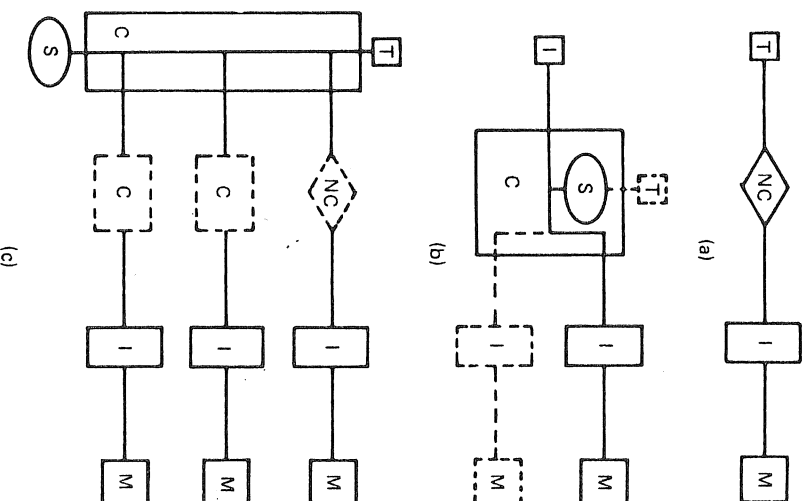 T NC I M
(a)
T
S I M
I
C
I M
(b)
T
NC I M
C I M
C C I M
S
(c)